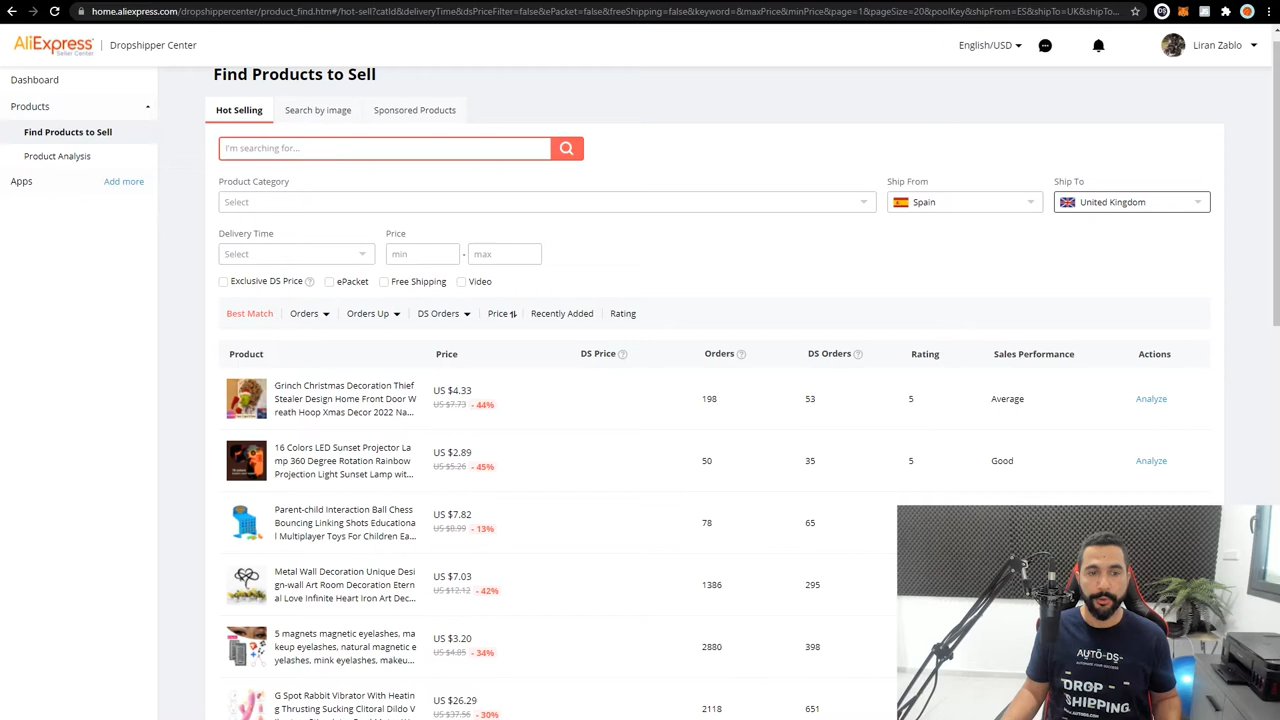 home.aliexpress.com/dropshippercenter/product_find.htm#/hot-sell?catId&deliveryTime&dsPriceFilter=false&ePacket=false&freeShipping=false&keyword=&maxPrice&minPrice&page=1&pageSize=20&poolKey&shipFrom=ES&shipTo=UK&shipTo...
AliExpress Seller Center | Dropshipper Center
English/USD
Liran Zablo
Dashboard
Products
Find Products to Sell
Product Analysis
Apps Add more
Find Products to Sell
Hot Selling Search by image Sponsored Products
I'm searching for...
Product Category Ship From Ship To
Select Spain United Kingdom
Delivery Time Price
Select min - max
Exclusive DS Price ? ePacket Free Shipping Video
Best Match Orders Orders Up DS Orders Price Recently Added Rating
Product Price DS Price ? Orders ? DS Orders ? Rating Sales Performance Actions
Grinch Christmas Decoration Thief
Stealer Design Home Front Door W
reath Hoop Xmas Decor 2022 Na...
US $4.33
US $7.73 - 44%
198 53 5 Average Analyze
16 Colors LED Sunset Projector La
mp 360 Degree Rotation Rainbow
Projection Light Sunset Lamp wit...
US $2.89
US $5.26 - 45%
50 35 5 Good Analyze
Parent-child Interaction Ball Chess
Bouncing Linking Shots Educationa
l Multiplayer Toys For Children Ea...
US $7.82
US $8.99 - 13%
78 65
Metal Wall Decoration Unique Desi
gn-wall Art Room Decoration Etern
al Love Infinite Heart Iron Art Dec...
US $7.03
US $12.12 - 42%
1386 295
5 magnets magnetic eyelashes, ma
keup eyelashes, natural magnetic e
yelashes, mink eyelashes, makeu...
US $3.20
US $4.85 - 34%
2880 398
G Spot Rabbit Vibrator With Heatin
g Thrusting Sucking Clitoral Dildo V
US $26.29
US $37.56 - 30%
2118 651
AUTO-DS
AUTOMATE YOUR SUCCESS
DROP
SHIPPING
WWW.AUTODS.COM